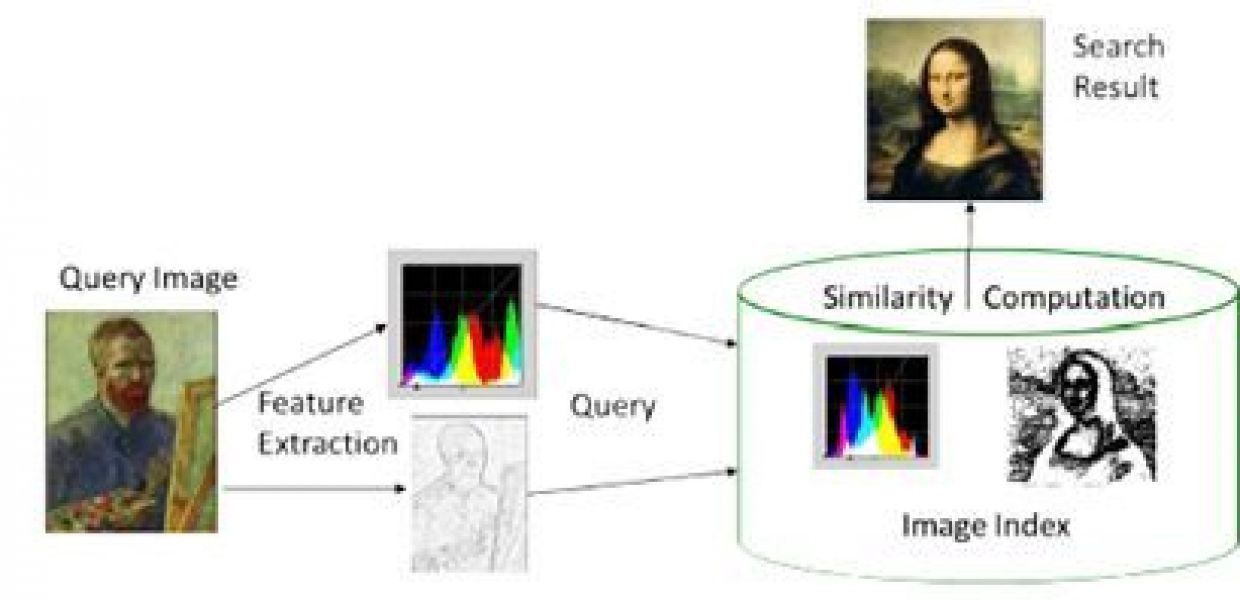 Search
Result
Query Image
Similarity Computation
Feature
Extraction
Query
Image Index